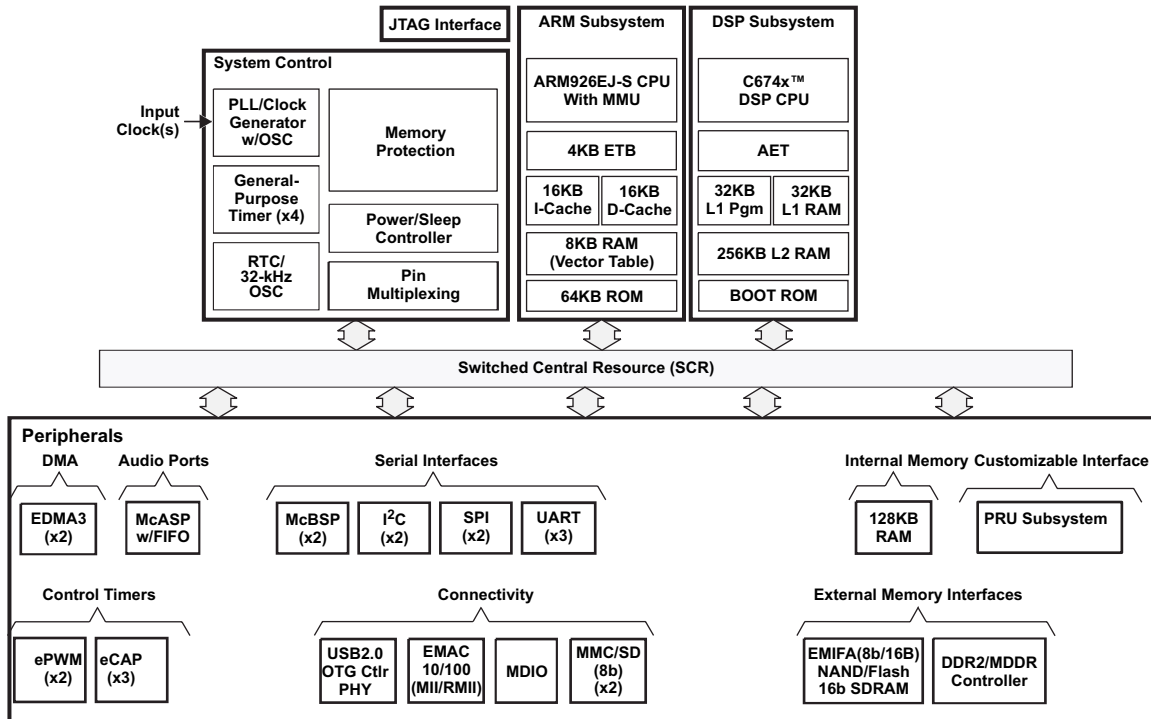 JTAG Interface
ARM Subsystem
DSP Subsystem
System Control
Input
Clock(s)
PLL/Clock
Generator
w/OSC
General-
Purpose
Timer (x4)
RTC/
32-kHz
OSC
Memory
Protection
Power/Sleep
Controller
Pin
Multiplexing
ARM926EJ-S CPU
With MMU
4KB ETB
16KB
I-Cache
16KB
D-Cache
8KB RAM
(Vector Table)
64KB ROM
C674x™
DSP CPU
AET
32KB
L1 Pgm
32KB
L1 RAM
256KB L2 RAM
BOOT ROM
Switched Central Resource (SCR)
Peripherals
DMA
EDMA3
(x2)
Audio Ports
McASP
w/FIFO
Serial Interfaces
McBSP
(x2)
I²C
(x2)
SPI
(x2)
UART
(x3)
Internal Memory
128KB
RAM
Customizable Interface
PRU Subsystem
Control Timers
ePWM
(x2)
eCAP
(x3)
Connectivity
USB2.0
OTG Ctlr
PHY
EMAC
10/100
(MII/RMII)
MDIO
MMC/SD
(8b)
(x2)
External Memory Interfaces
EMIFA(8b/16B)
NAND/Flash
16b SDRAM
DDR2/MDDR
Controller